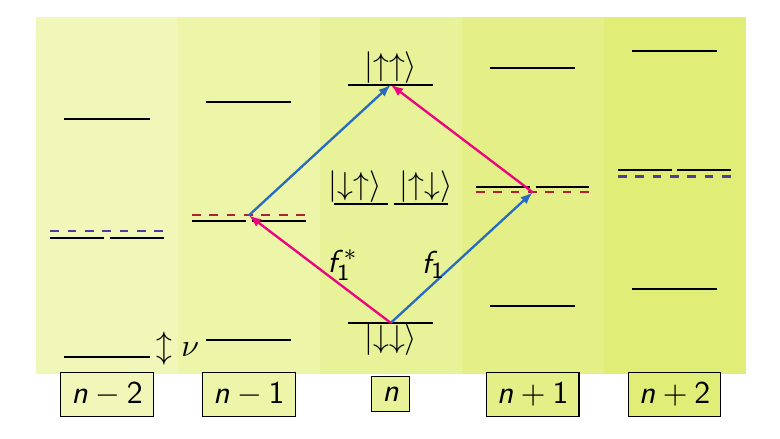 |↑↑⟩
|↓↑⟩ |↑↓⟩
f₁* f₁
|↓↓⟩
↕ ν
n − 2 n − 1 n n + 1 n + 2